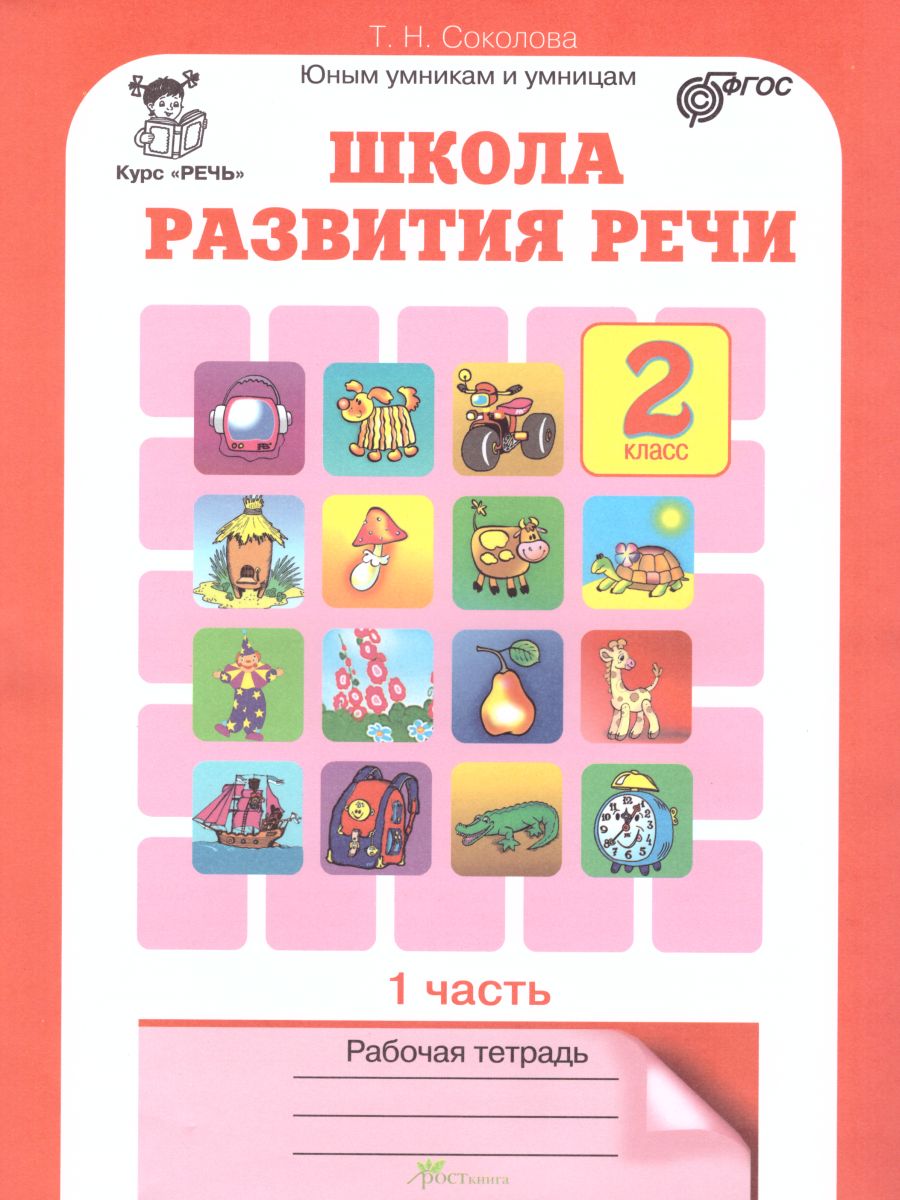 Т. Н. Соколова
Юным умникам и умницам
ФГОС
Курс «РЕЧЬ»
ШКОЛА
РАЗВИТИЯ РЕЧИ
2
класс
1 часть
Рабочая тетрадь
РОСТкнига